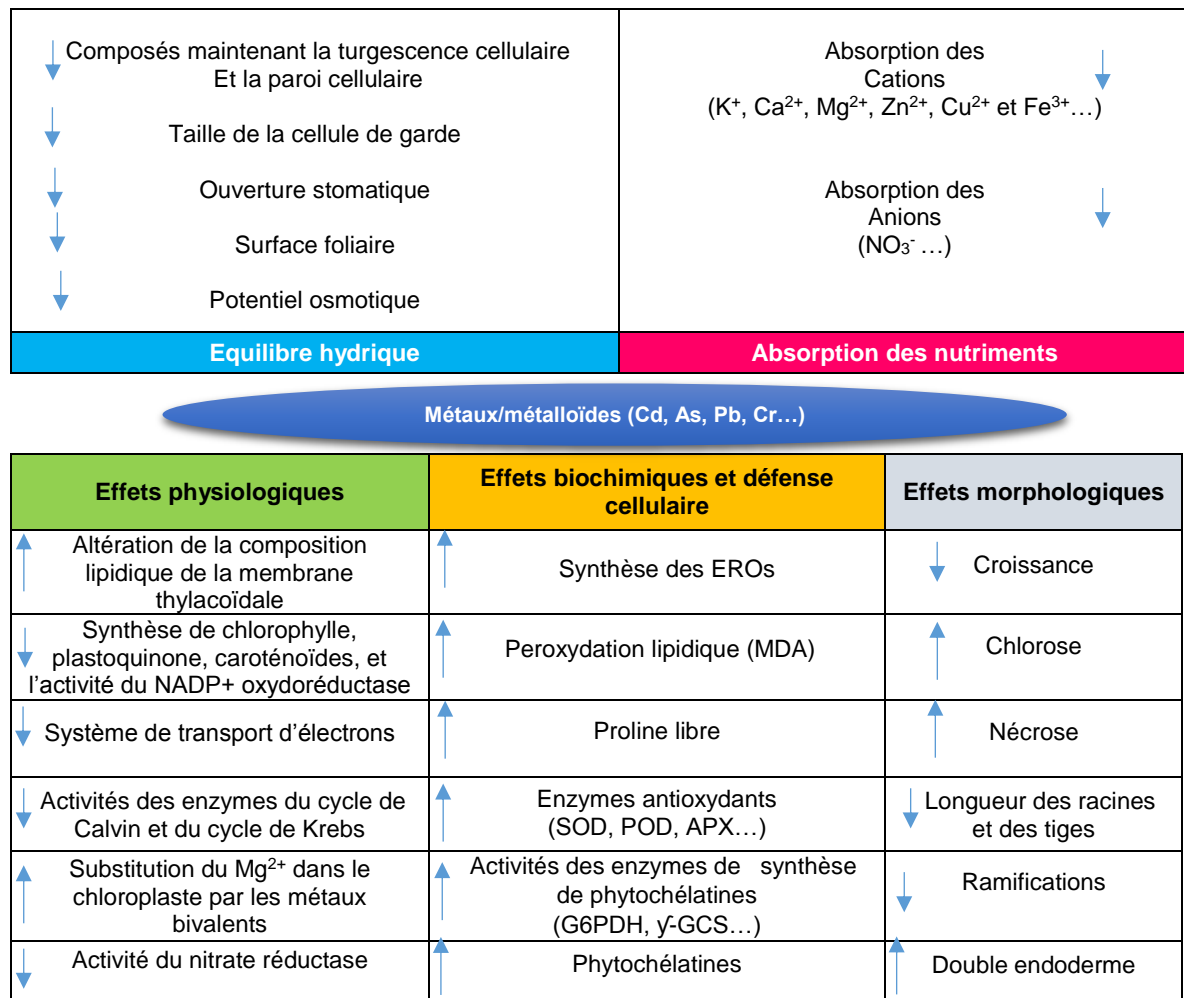 Composés maintenant la turgescence cellulaire
Et la paroi cellulaire
Taille de la cellule de garde
Ouverture stomatique
Surface foliaire
Potentiel osmotique
Absorption des
Cations
(K⁺, Ca²⁺, Mg²⁺, Zn²⁺, Cu²⁺ et Fe³⁺…)
Absorption des
Anions
(NO₃⁻ …)
Equilibre hydrique
Absorption des nutriments
Métaux/métalloïdes (Cd, As, Pb, Cr…)
Effets physiologiques
Effets biochimiques et défense
cellulaire
Effets morphologiques
Altération de la composition
lipidique de la membrane
thylacoïdale
Synthèse des EROs
Croissance
Synthèse de chlorophylle,
plastoquinone, caroténoïdes, et
l’activité du NADP+ oxydoréductase
Peroxydation lipidique (MDA)
Chlorose
Système de transport d’électrons
Proline libre
Nécrose
Activités des enzymes du cycle de
Calvin et du cycle de Krebs
Enzymes antioxydants
(SOD, POD, APX…)
Longueur des racines
et des tiges
Substitution du Mg²⁺ dans le
chloroplaste par les métaux
bivalents
Activités des enzymes de synthèse
de phytochélatines
(G6PDH, ƴ-GCS…)
Ramifications
Activité du nitrate réductase
Phytochélatines
Double endoderme